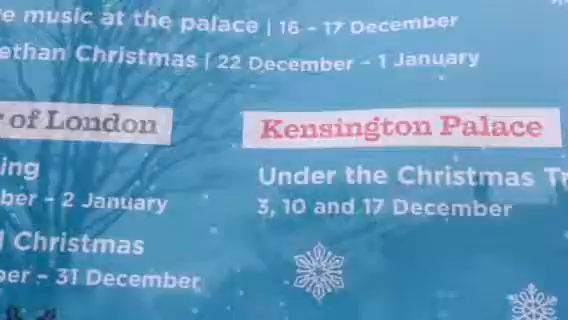 e music at the palace | 16 - 17 December
ethan Christmas | 22 December - 1 January
of London
Kensington Palace
ing
Under the Christmas Tr
ber - 2 January
3, 10 and 17 December
Christmas
ber - 31 December